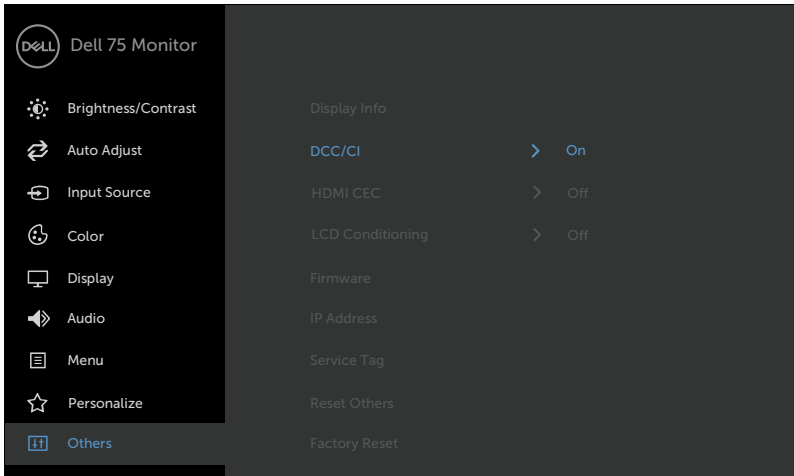 DELL Dell 75 Monitor
Brightness/Contrast
Auto Adjust
Input Source
Color
Display
Audio
Menu
Personalize
Others
Display Info
DCC/CI On
HDMI CEC Off
LCD Conditioning Off
Firmware
IP Address
Service Tag
Reset Others
Factory Reset